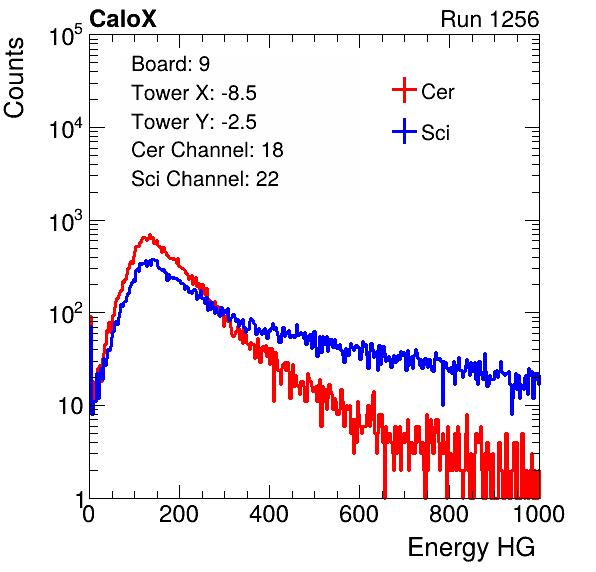 CaloX Run 1256
Counts
10^5
10^4
10^3
10^2
10
1
Board: 9
Tower X: -8.5
Tower Y: -2.5
Cer Channel: 18
Sci Channel: 22
Cer
Sci
0 200 400 600 800 1000
Energy HG